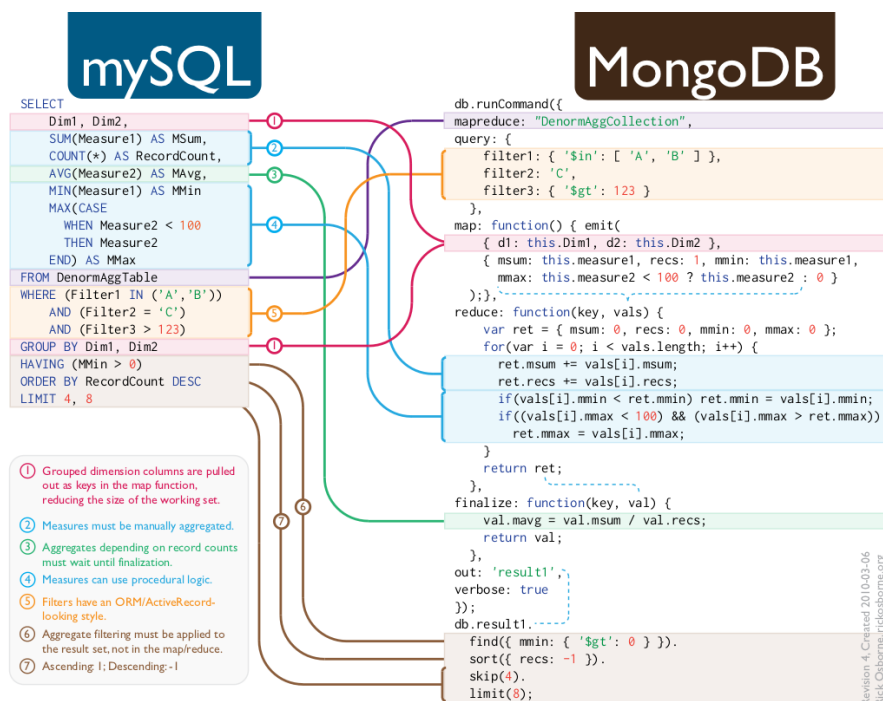 mySQL
SELECT
Dim1, Dim2,
SUM(Measure1) AS MSum,
COUNT(*) AS RecordCount,
AVG(Measure2) AS MAvg,
MIN(Measure1) AS MMin
MAX(CASE
WHEN Measure2 < 100
THEN Measure2
END) AS MMax
FROM DenormAggTable
WHERE (Filter1 IN ('A','B'))
AND (Filter2 = 'C')
AND (Filter3 > 123)
GROUP BY Dim1, Dim2
HAVING (MMin > 0)
ORDER BY RecordCount DESC
LIMIT 4, 8
1
2
3
4
5
1
6
7
1 Grouped dimension columns are pulled
out as keys in the map function,
reducing the size of the working set.
2 Measures must be manually aggregated.
3 Aggregates depending on record counts
must wait until finalization.
4 Measures can use procedural logic.
5 Filters have an ORM/ActiveRecord-
looking style.
6 Aggregate filtering must be applied to
the result set, not in the map/reduce.
7 Ascending: 1; Descending: -1
MongoDB
db.runCommand({
mapreduce: "DenormAggCollection",
query: {
filter1: { '$in': [ 'A', 'B' ] },
filter2: 'C',
filter3: { '$gt': 123 }
},
map: function() { emit(
{ d1: this.Dim1, d2: this.Dim2 },
{ msum: this.measure1, recs: 1, mmin: this.measure1,
mmax: this.measure2 < 100 ? this.measure2 : 0 }
);},
reduce: function(key, vals) {
var ret = { msum: 0, recs: 0, mmin: 0, mmax: 0 };
for(var i = 0; i < vals.length; i++) {
ret.msum += vals[i].msum;
ret.recs += vals[i].recs;
if(vals[i].mmin < ret.mmin) ret.mmin = vals[i].mmin;
if((vals[i].mmax < 100) && (vals[i].mmax > ret.mmax))
ret.mmax = vals[i].mmax;
}
return ret;
},
finalize: function(key, val) {
val.mavg = val.msum / val.recs;
return val;
},
out: 'result1',
verbose: true
});
db.result1.
find({ mmin: { '$gt': 0 } }).
sort({ recs: -1 }).
skip(4).
limit(8);
Revision 4, Created 2010-03-06
Rick Osborne, rickosborne.org